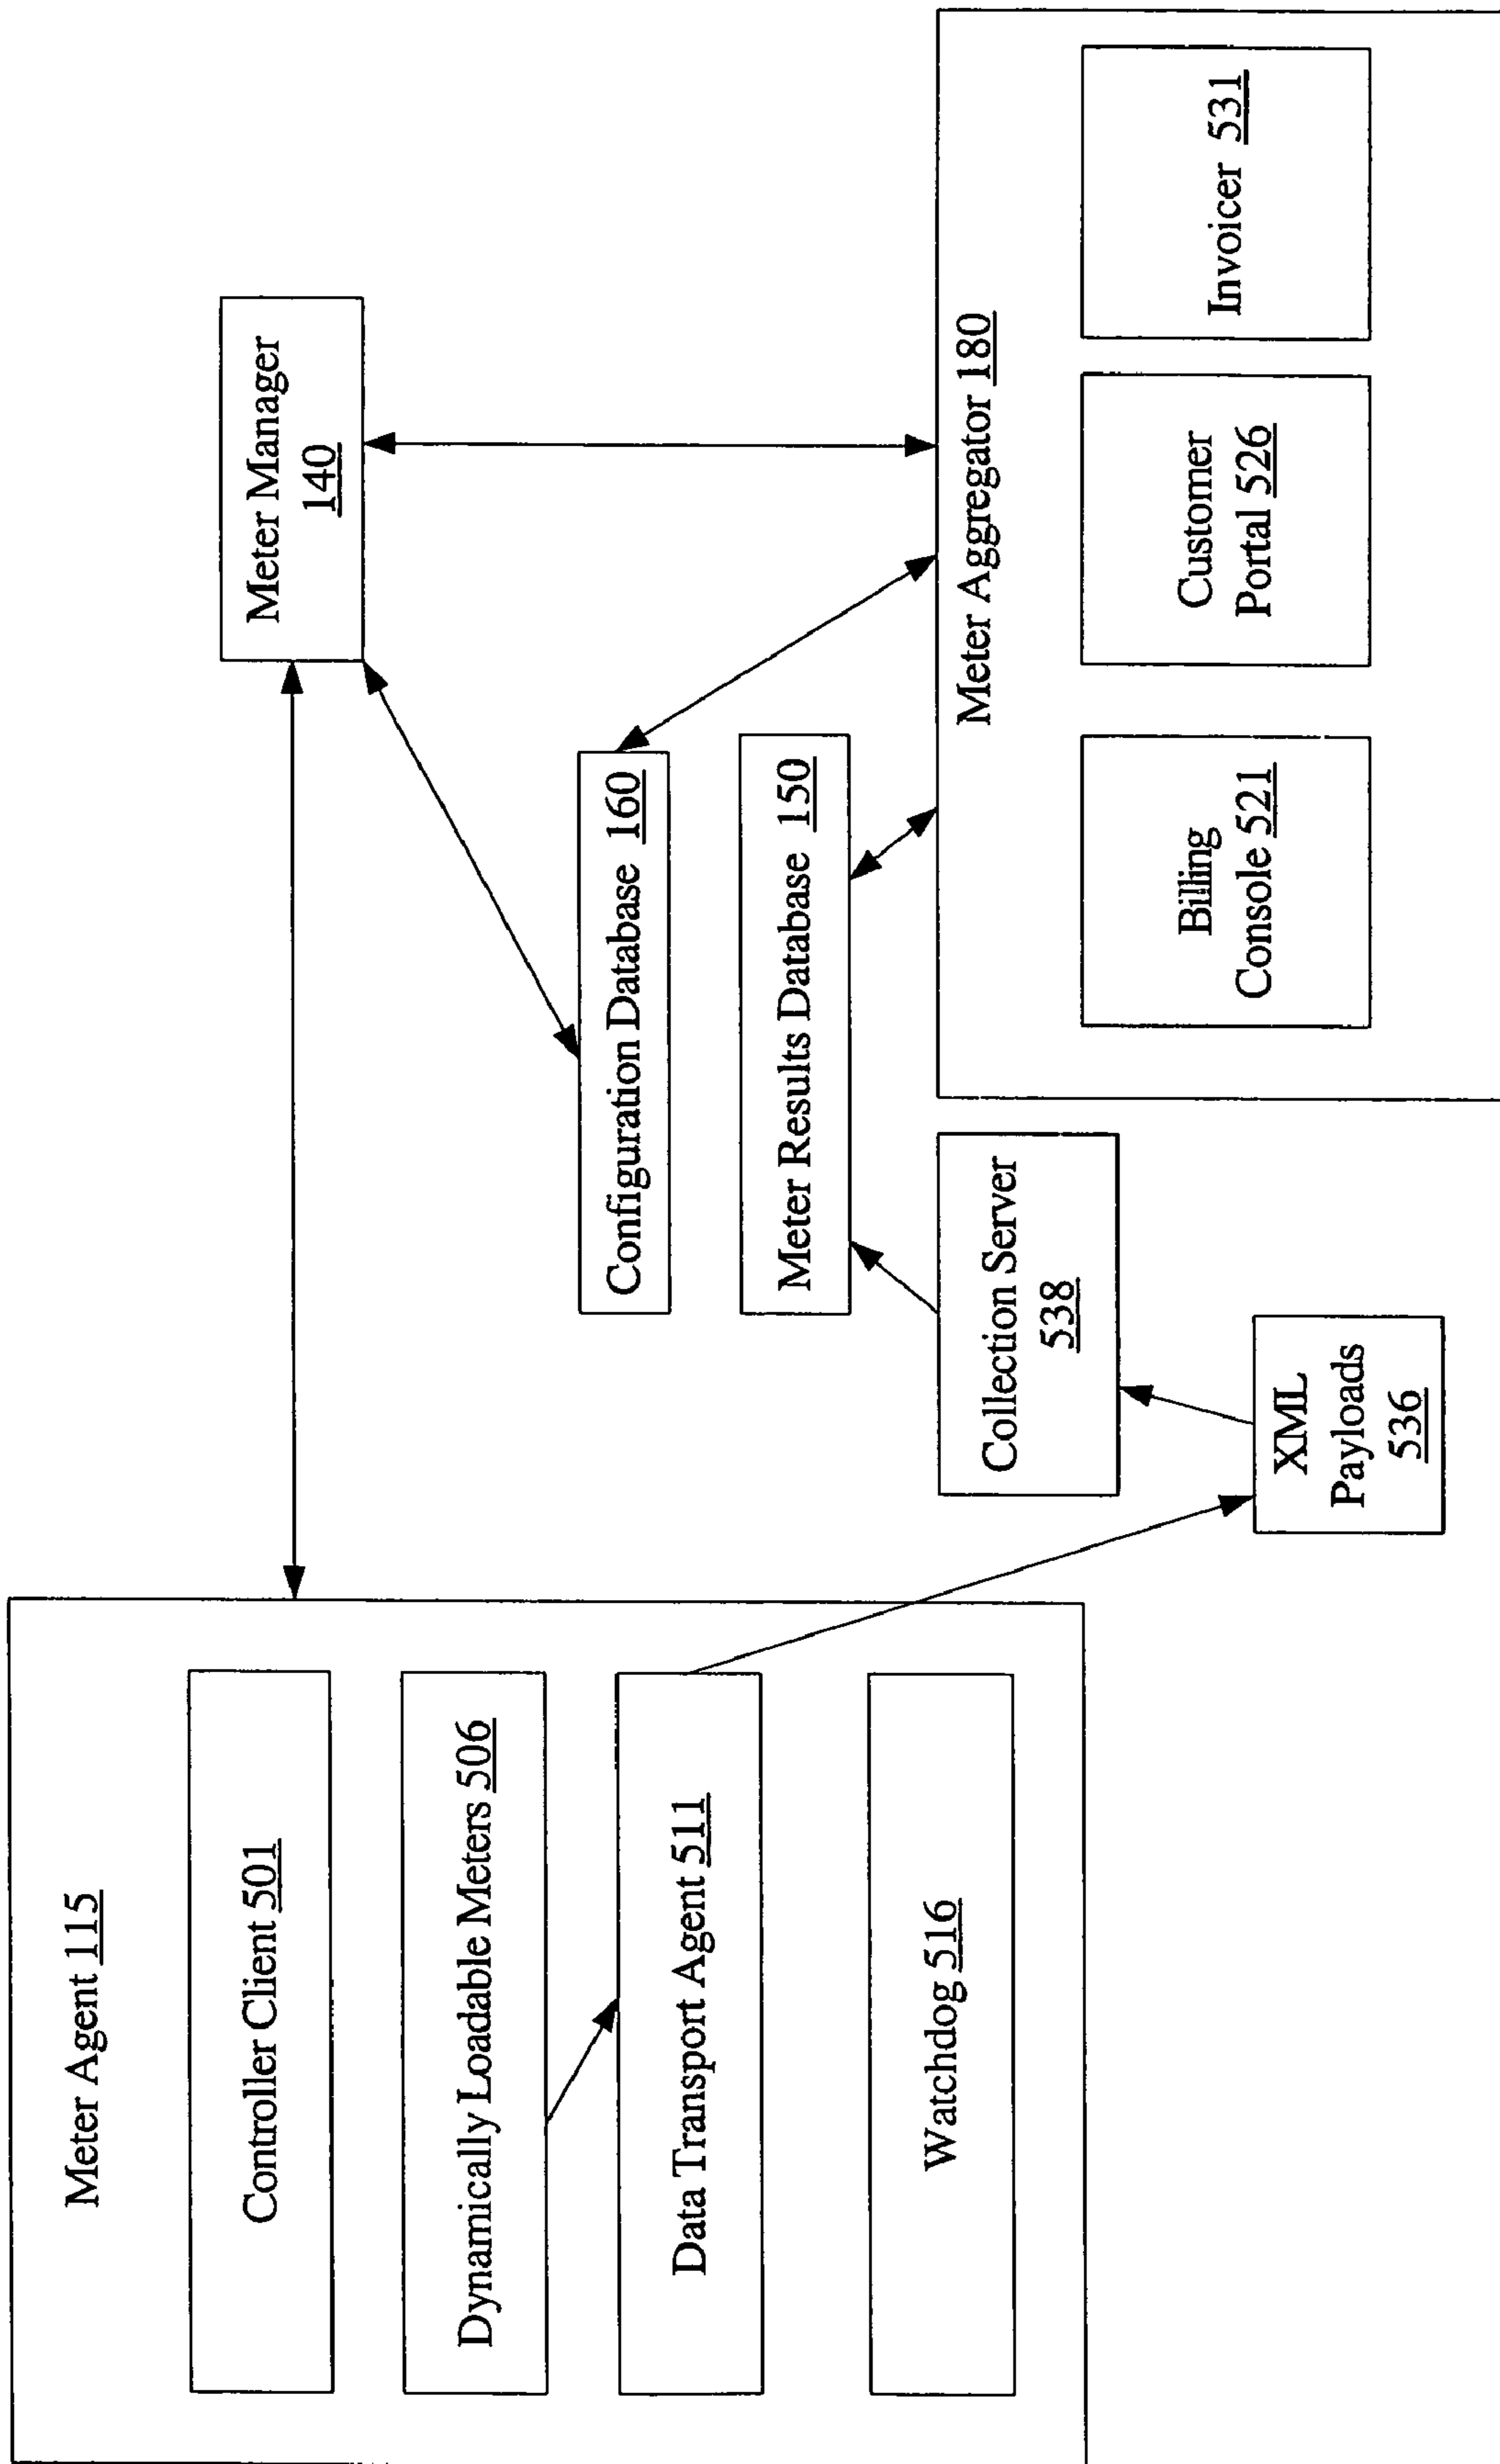 Meter Agent 115
Controller Client 501
Dynamically Loadable Meters 506
Data Transport Agent 511
Watchdog 516
Meter Manager
140
Configuration Database 160
Meter Results Database 150
Collection Server
538
XML
Payloads
536
Meter Aggregator 180
Billing
Console 521
Customer
Portal 526
Invoicer 531